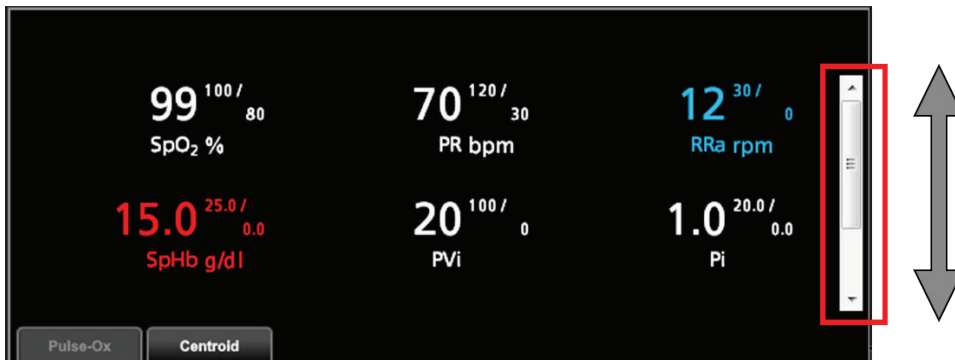 99 100/ 80 70 120/ 30 12 30/ 0
SpO₂ % PR bpm RRa rpm
15.0 25.0/ 0.0 20 100/ 0 1.0 20.0/ 0.0
SpHb g/dl PVi Pi
Pulse-Ox Centroid